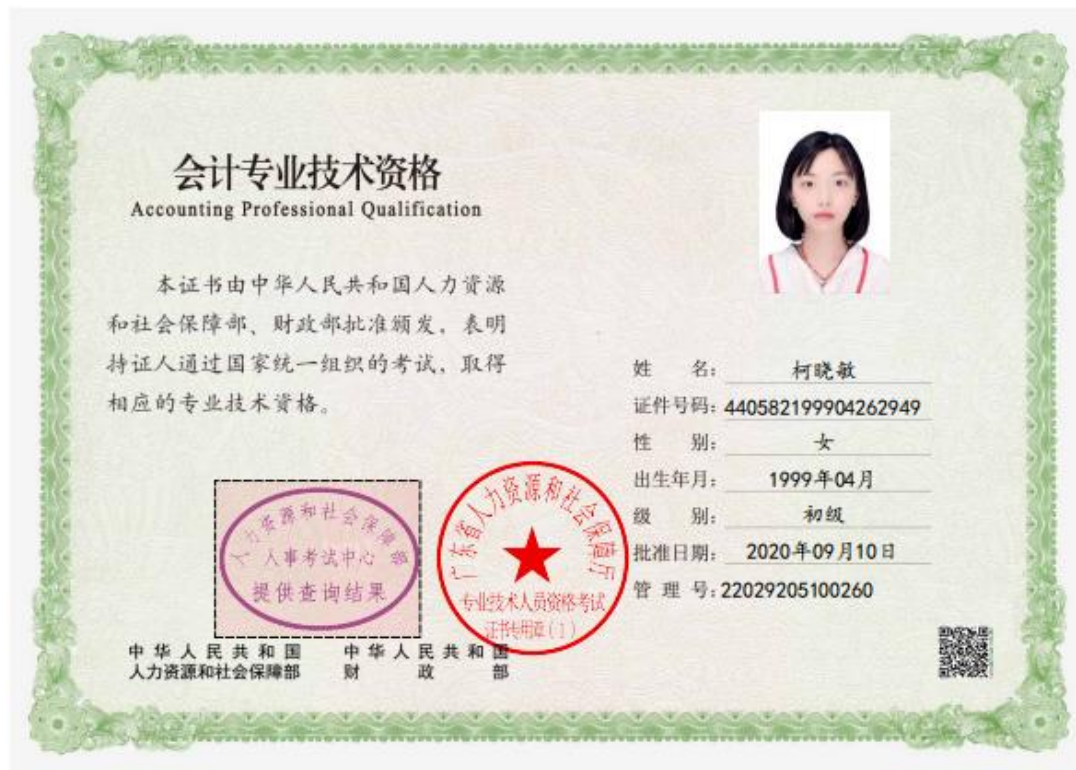 会计专业技术资格
Accounting Professional Qualification
本证书由中华人民共和国人力资源
和社会保障部、财政部批准颁发，表明
持证人通过国家统一组织的考试，取得
相应的专业技术资格。
姓 名：柯晓敏
证件号码：440582199904262949
性 别：女
出生年月：1999年04月
级 别：初级
批准日期：2020年09月10日
管 理 号：22029205100260
人力资源和社会保障部
人事考试中心
提供查询结果
广东省人力资源和社会保障厅
专业技术人员资格考试
证书专用章（1）
中华人民共和国
人力资源和社会保障部
中华人民共和国
财政部